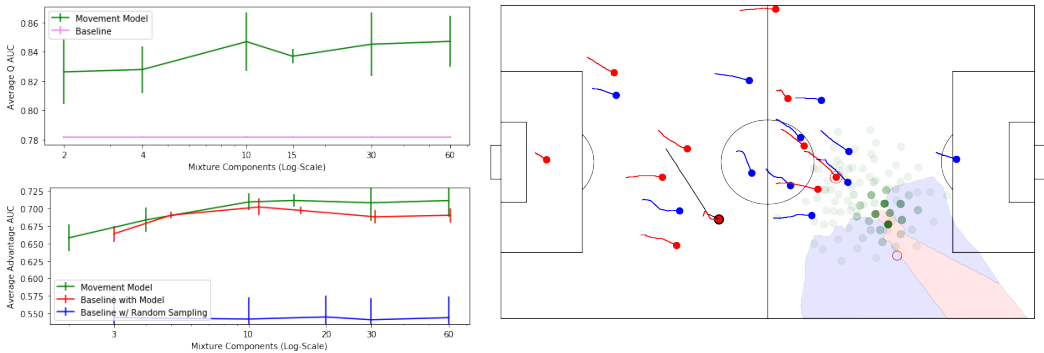 0.86
0.84
0.82
0.80
0.78
Average Q AUC
Movement Model
Baseline
2 4 10 15 30 60
Mixture Components (Log-Scale)
0.725
0.700
0.675
0.650
0.625
0.600
0.575
0.550
Average Advantage AUC
Movement Model
Baseline with Model
Baseline w/ Random Sampling
3 10 20 30 60
Mixture Components (Log-Scale)